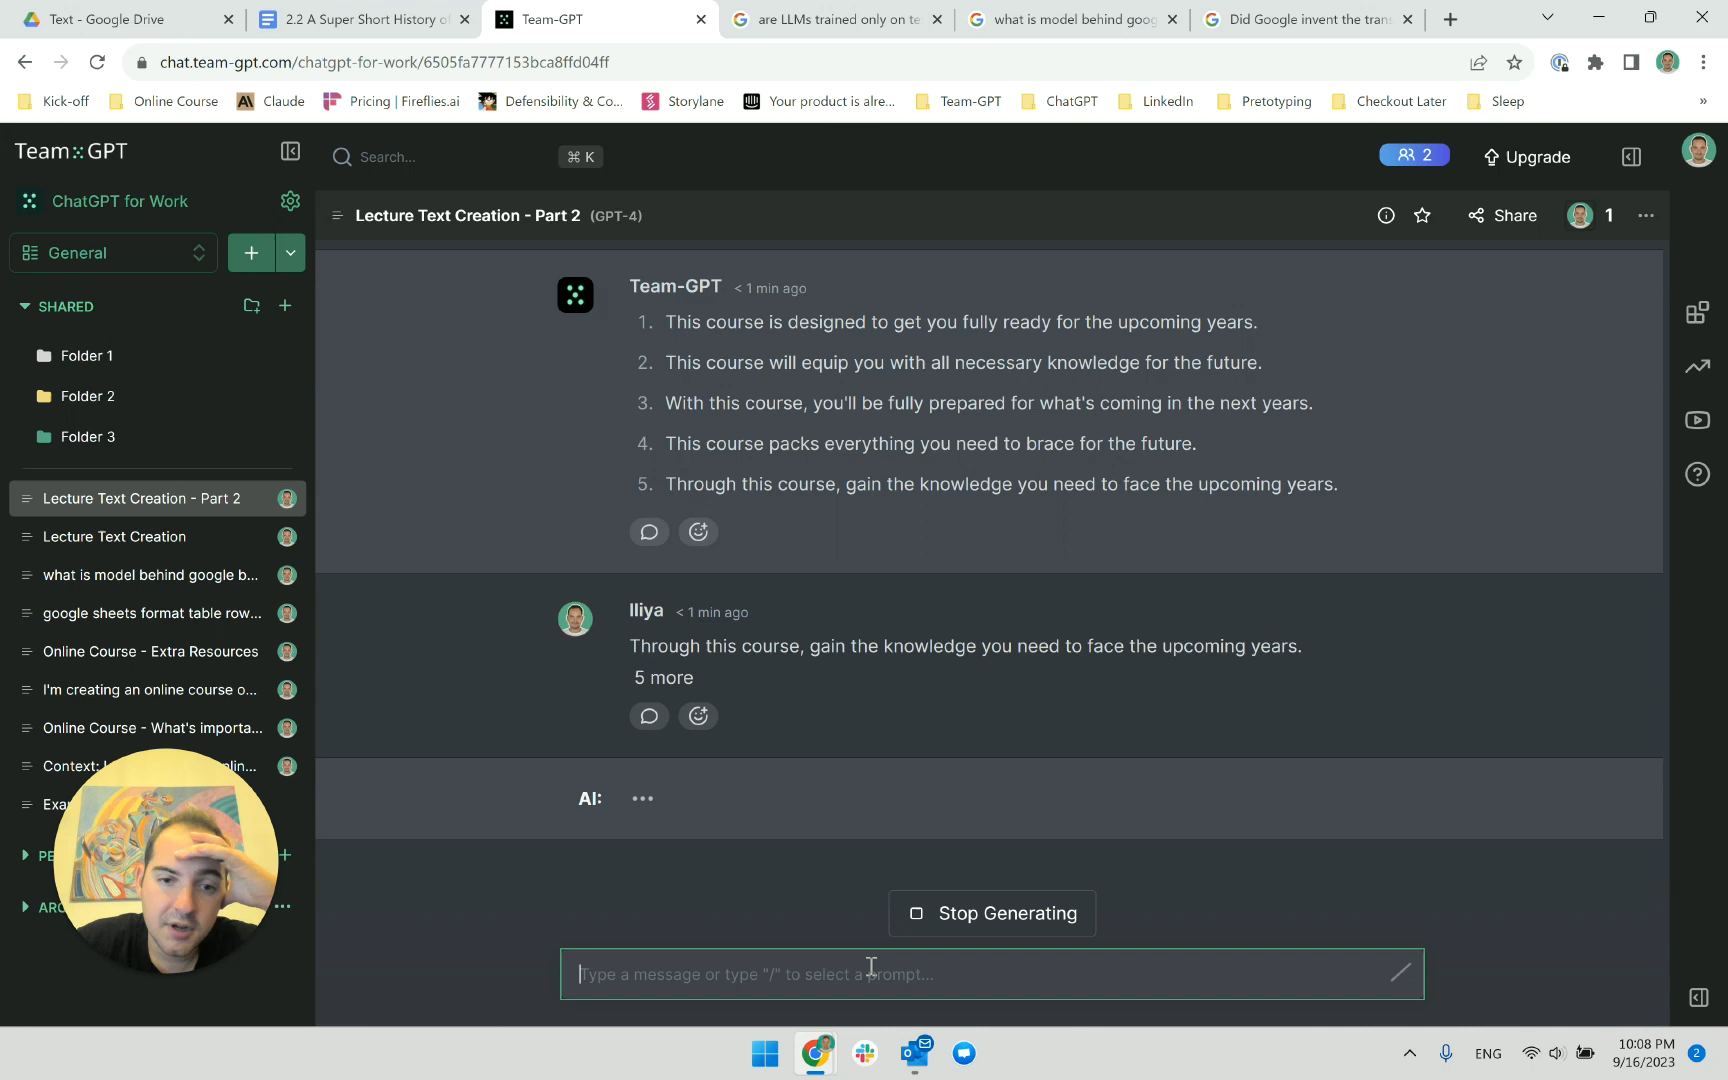 Text - Google Drive
2.2 A Super Short History of
Team-GPT
are LLMs trained only on te
what is model behind goog
Did Google invent the tran
chat.team-gpt.com/chatgpt-for-work/6505fa7777153bca8ffd04ff
Kick-off
Online Course
Claude
Pricing | Fireflies.ai
Defensibility & Co...
Storylane
Your product is alre...
Team-GPT
ChatGPT
LinkedIn
Pretotyping
Checkout Later
Sleep
»
Team GPT
Search...
⌘ K
2
Upgrade
ChatGPT for Work
Lecture Text Creation - Part 2 (GPT-4)
Share
1
General
SHARED
Folder 1
Folder 2
Folder 3
Lecture Text Creation - Part 2
Lecture Text Creation
what is model behind google b...
google sheets format table row...
Online Course - Extra Resources
I'm creating an online course o...
Online Course - What's importa...
Context:
lin...
Exa
PE
ARC
Team-GPT < 1 min ago
1. This course is designed to get you fully ready for the upcoming years.
2. This course will equip you with all necessary knowledge for the future.
3. With this course, you'll be fully prepared for what's coming in the next years.
4. This course packs everything you need to brace for the future.
5. Through this course, gain the knowledge you need to face the upcoming years.
Iliya < 1 min ago
Through this course, gain the knowledge you need to face the upcoming years.
5 more
AI: •••
Stop Generating
Type a message or type "/" to select a prompt...
ENG
10:08 PM
9/16/2023
2